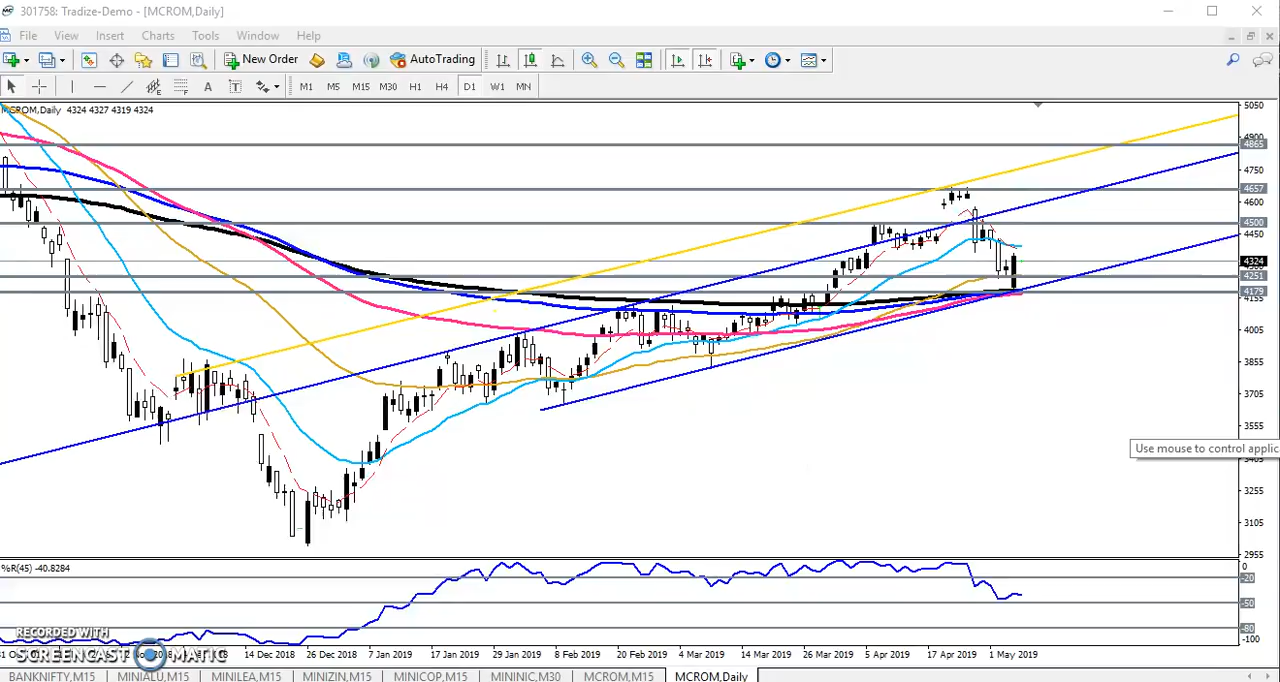 301758: Tradize-Demo - [MCROM,Daily]
File View Insert Charts Tools Window Help
New Order AutoTrading
A T M1 M5 M15 M30 H1 H4 D1 W1 MN
MCROM,Daily 4324 4327 4319 4324
5050
4900
4865
4750
4657
4600
4500
4450
4324
4251
4179
4155
4005
3855
3705
3555
3405
Use mouse to control applic
3255
3105
2955
%R(45) -40.8284
0
-20
-50
-80
-100
14 Dec 2018 26 Dec 2018 7 Jan 2019 17 Jan 2019 29 Jan 2019 8 Feb 2019 20 Feb 2019 4 Mar 2019 14 Mar 2019 26 Mar 2019 5 Apr 2019 17 Apr 2019 1 May 2019
RECORDED WITH
SCREENCAST MATIC
BANKNIFTY,M15 MINIALU,M15 MINILEA,M15 MINIZIN,M15 MINICOP,M15 MININIC,M30 MCROM,M15 MCROM,Daily